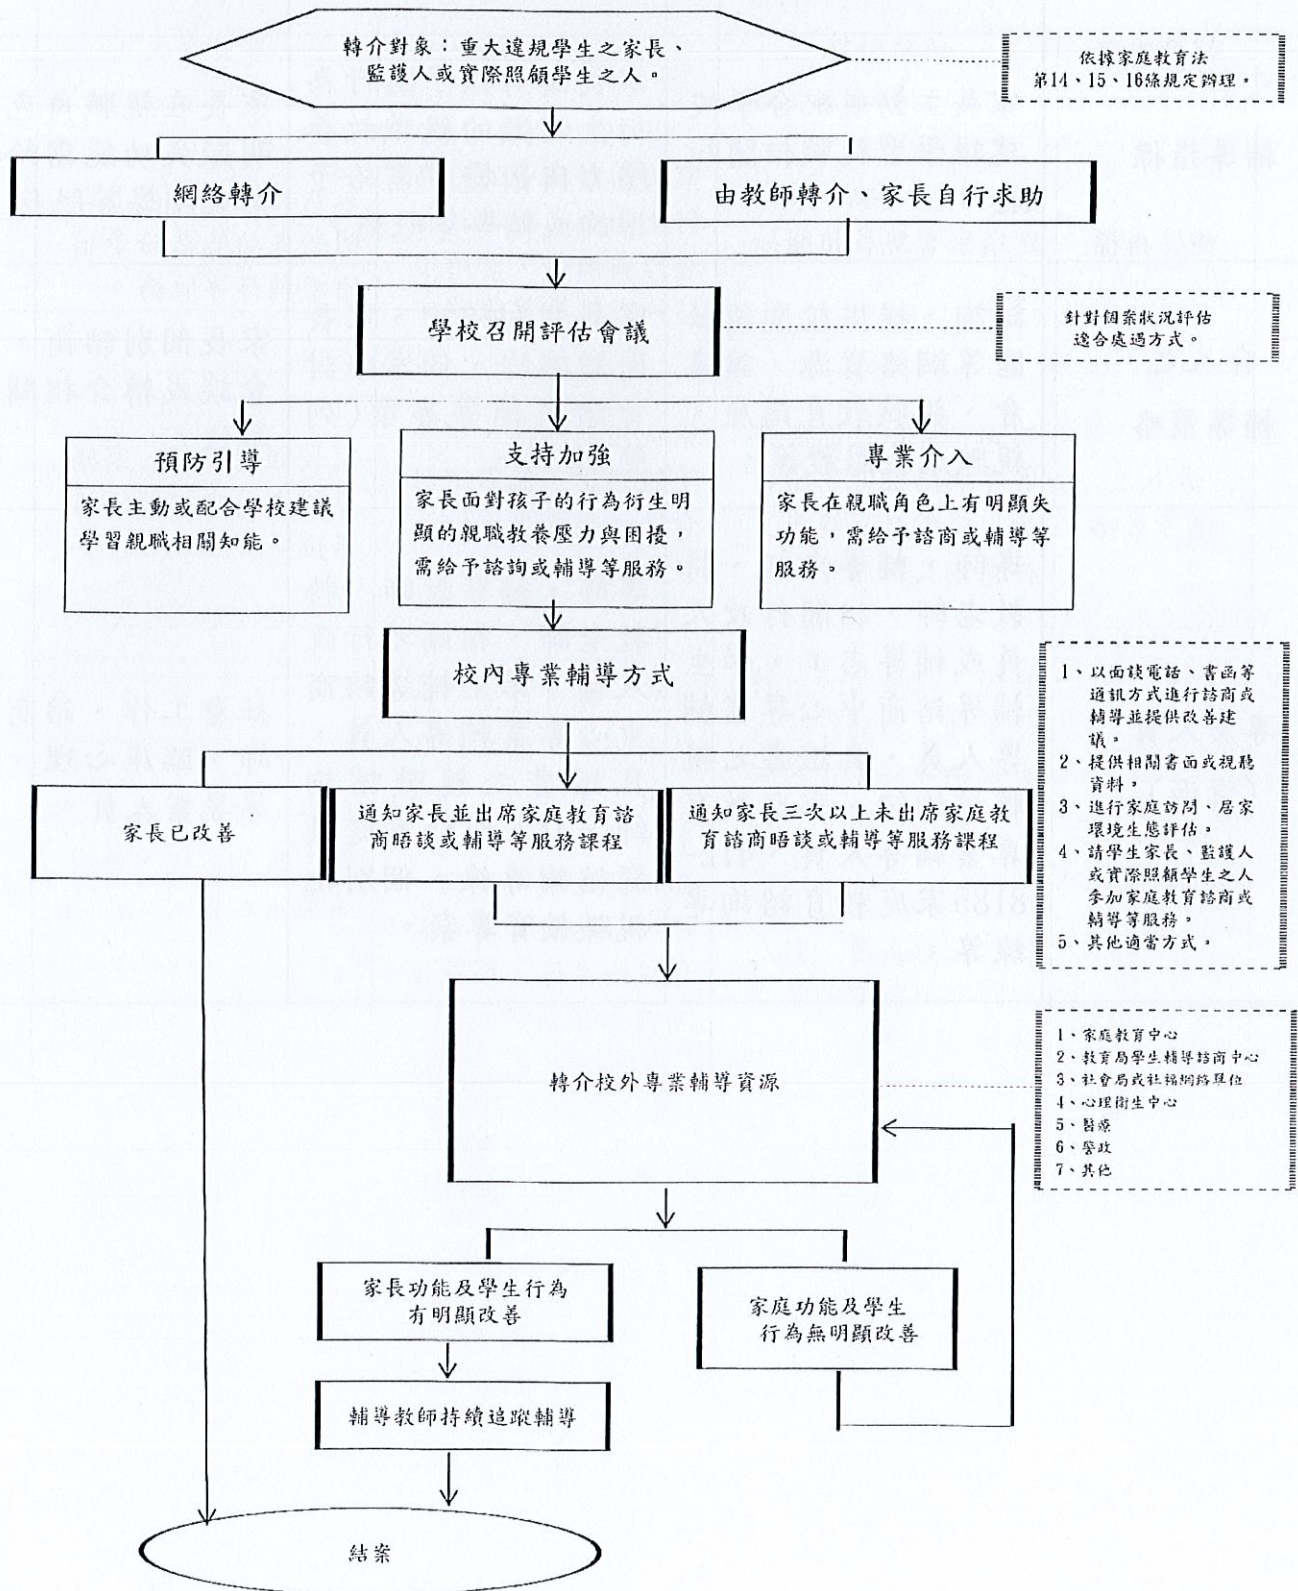 轉介對象：重大違規學生之家長、
監護人或實際照顧學生之人。
依據家庭教育法
第14、15、16條規定辦理。
網絡轉介
由教師轉介、家長自行求助
學校召開評估會議
針對個案狀況評估
適合處遇方式。
預防引導
家長主動或配合學校建議
學習親職相關知能。
支持加強
家長面對孩子的行為衍生明
顯的親職教養壓力與困擾，
需給予諮詢或輔導等服務。
專業介入
家長在親職角色上有明顯失
功能，需給予諮商或輔導等
服務。
校內專業輔導方式
1、以面談電話、書函等
通訊方式進行諮商或
輔導並提供改善建
議。
2、提供相關書面或視聽
資料。
3、進行家庭訪問、居家
環境生態評估。
4、請學生家長、監護人
或實際照顧學生之人
參加家庭教育諮商或
輔導等服務。
5、其他適當方式。
家長已改善
通知家長並出席家庭教育諮
商晤談或輔導等服務課程
通知家長三次以上未出席家庭教
育諮商晤談或輔導等服務課程
轉介校外專業輔導資源
1、家庭教育中心
2、教育局學生輔導諮商中心
3、社會局或社福網絡單位
4、心理衛生中心
5、醫療
6、警政
7、其他
家長功能及學生行為
有明顯改善
家庭功能及學生
行為無明顯改善
輔導教師持續追蹤輔導
結案